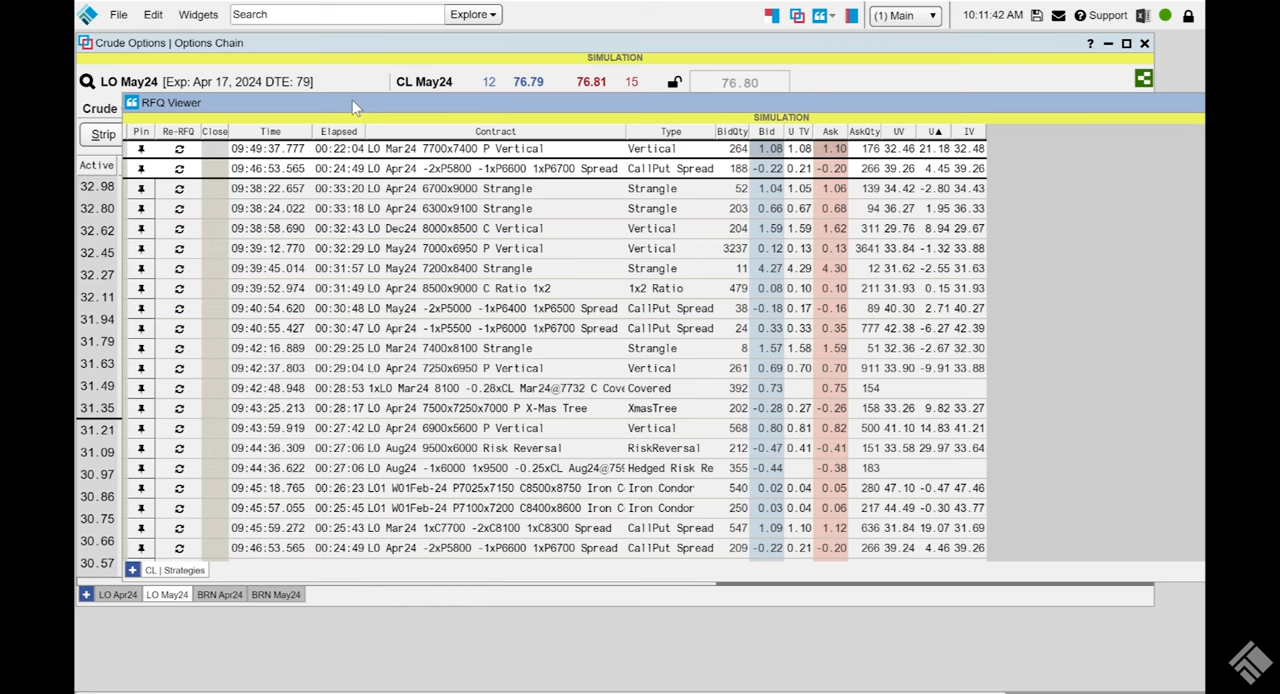 File Edit Widgets Search Explore (1) Main 10:11:42 AM Support
Crude Options | Options Chain ?
SIMULATION
LO May24 [Exp: Apr 17, 2024 DTE: 79] CL May24 12 76.79 76.81 15 76.80
Crude RFQ Viewer
SIMULATION
Strip Pin Re-RFQ Close Time Elapsed Contract Type BidQty Bid U TV Ask AskQty UV U▲ IV
09:49:37.777 00:22:04 LO Mar24 7700x7400 P Vertical Vertical 264 1.08 1.08 1.10 176 32.46 21.18 32.48
Active 09:46:53.565 00:24:49 LO Apr24 -2xP5800 -1xP6600 1xP6700 Spread CallPut Spread 188 -0.22 0.21 -0.20 266 39.26 4.45 39.26
32.98 09:38:22.657 00:33:20 LO Apr24 6700x9000 Strangle Strangle 52 1.04 1.05 1.06 139 34.42 -2.80 34.43
32.80 09:38:24.022 00:33:18 LO Apr24 6300x9100 Strangle Strangle 203 0.66 0.67 0.68 94 36.27 1.95 36.33
32.62 09:38:58.690 00:32:43 LO Dec24 8000x8500 C Vertical Vertical 204 1.59 1.59 1.62 311 29.76 8.94 29.67
32.45 09:39:12.770 00:32:29 LO May24 7000x6950 P Vertical Vertical 3237 0.12 0.13 0.13 3641 33.84 -1.32 33.88
32.27 09:39:45.014 00:31:57 LO May24 7200x8400 Strangle Strangle 11 4.27 4.29 4.30 12 31.62 -2.55 31.63
32.11 09:39:52.974 00:31:49 LO Apr24 8500x9000 C Ratio 1x2 1x2 Ratio 479 0.08 0.10 0.10 211 31.93 0.15 31.93
31.94 09:40:54.620 00:30:48 LO May24 -2xP5000 -1xP6400 1xP6500 Spread CallPut Spread 38 -0.18 0.17 -0.16 89 40.30 2.71 40.27
31.79 09:40:55.427 00:30:47 LO Apr24 -1xP5500 -1xP6000 1xP6700 Spread CallPut Spread 24 0.33 0.33 0.35 777 42.38 -6.27 42.39
31.63 09:42:16.889 00:29:25 LO Mar24 7400x8100 Strangle Strangle 8 1.57 1.58 1.59 51 32.36 -2.67 32.30
09:42:37.803 00:29:04 LO Apr24 7250x6950 P Vertical Vertical 261 0.69 0.70 0.70 911 33.90 -9.91 33.88
31.49 09:42:48.948 00:28:53 1xLO Mar24 8100 -0.28xCL Mar24@7732 C Cove Covered 392 0.73 0.75 154
31.35 09:43:25.213 00:28:17 LO Apr24 7500x7250x7000 P X-Mas Tree XmasTree 202 -0.28 0.27 -0.26 158 33.26 9.82 33.27
31.21 09:43:59.919 00:27:42 LO Apr24 6900x5600 P Vertical Vertical 568 0.80 0.81 0.82 500 41.10 14.83 41.21
31.09 09:44:36.309 00:27:06 LO Aug24 9500x6000 Risk Reversal RiskReversal 212 -0.47 0.41 -0.41 151 33.58 29.97 33.64
30.97 09:44:36.622 00:27:06 LO Aug24 -1x6000 1x9500 -0.25xCL Aug24@759 Hedged Risk Re 355 -0.44 -0.38 183
30.86 09:45:18.765 00:26:23 LO1 W01Feb-24 P7025x7150 C8500x8750 Iron C Iron Condor 540 0.02 0.04 0.05 280 47.10 -0.47 47.46
30.75 09:45:57.055 00:25:45 LO1 W01Feb-24 P7100x7200 C8400x8600 Iron C Iron Condor 250 0.03 0.04 0.06 217 44.49 -0.30 43.77
30.66 09:45:59.272 00:25:43 LO Mar24 1xC7700 -2xC8100 1xC8300 Spread CallPut Spread 547 1.09 1.10 1.12 636 31.84 19.07 31.69
30.57 09:46:53.565 00:24:49 LO Apr24 -2xP5800 -1xP6600 1xP6700 Spread CallPut Spread 209 -0.22 0.21 -0.20 266 39.24 4.46 39.26
CL | Strategies
LO Apr24 LO May24 BRN Apr24 BRN May24